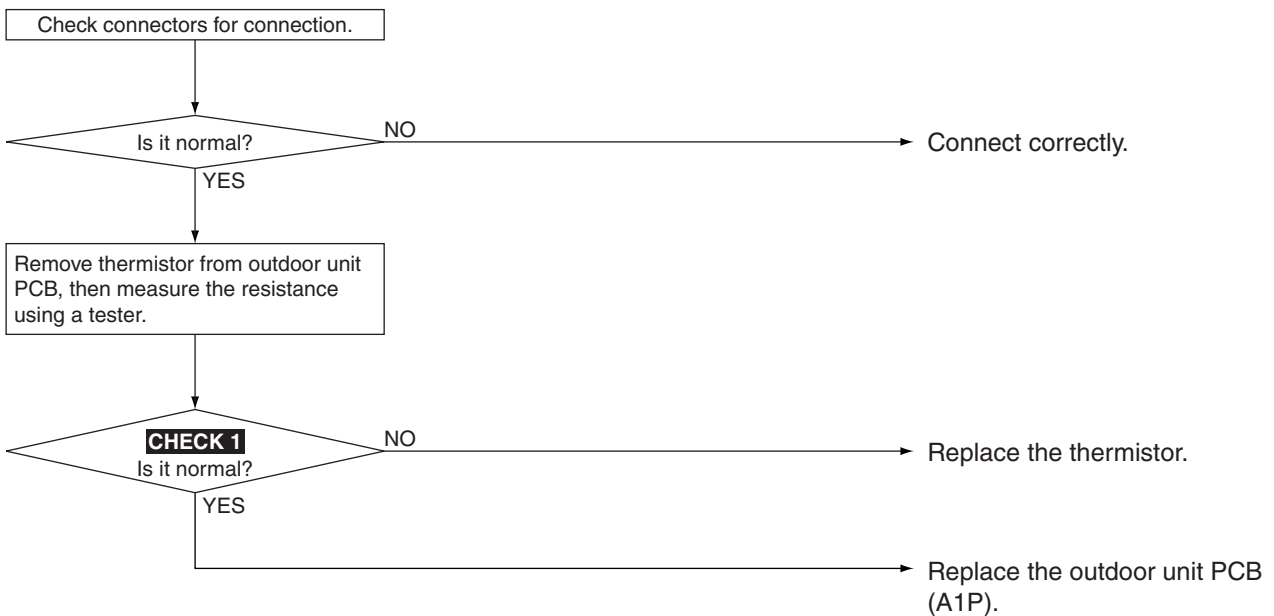 Check connectors for connection.
Is it normal?
NO
Connect correctly.
YES
Remove thermistor from outdoor unit
PCB, then measure the resistance
using a tester.
CHECK 1
Is it normal?
NO
Replace the thermistor.
YES
Replace the outdoor unit PCB
(A1P).